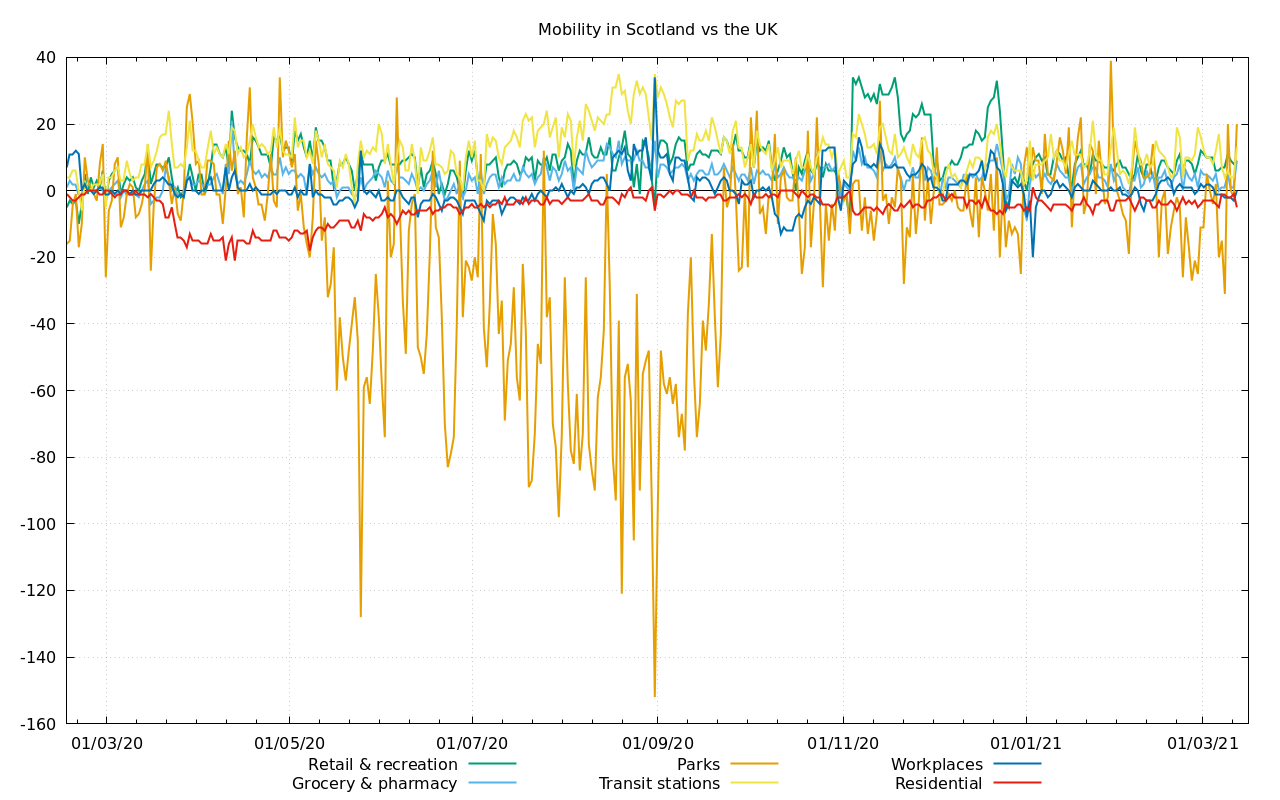 Mobility in Scotland vs the UK
40
20
0
-20
-40
-60
-80
-100
-120
-140
-160
01/03/20 01/05/20 01/07/20 01/09/20 01/11/20 01/01/21 01/03/21
Retail & recreation Parks Workplaces
Grocery & pharmacy Transit stations Residential